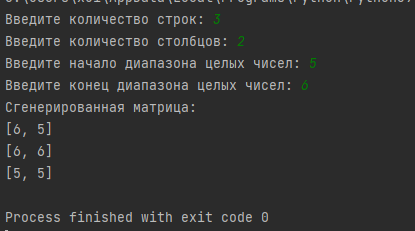 Введите количество строк: 3
Введите количество столбцов: 2
Введите начало диапазона целых чисел: 5
Введите конец диапазона целых чисел: 6
Сгенерированная матрица:
[6, 5]
[6, 6]
[5, 5]
Process finished with exit code 0